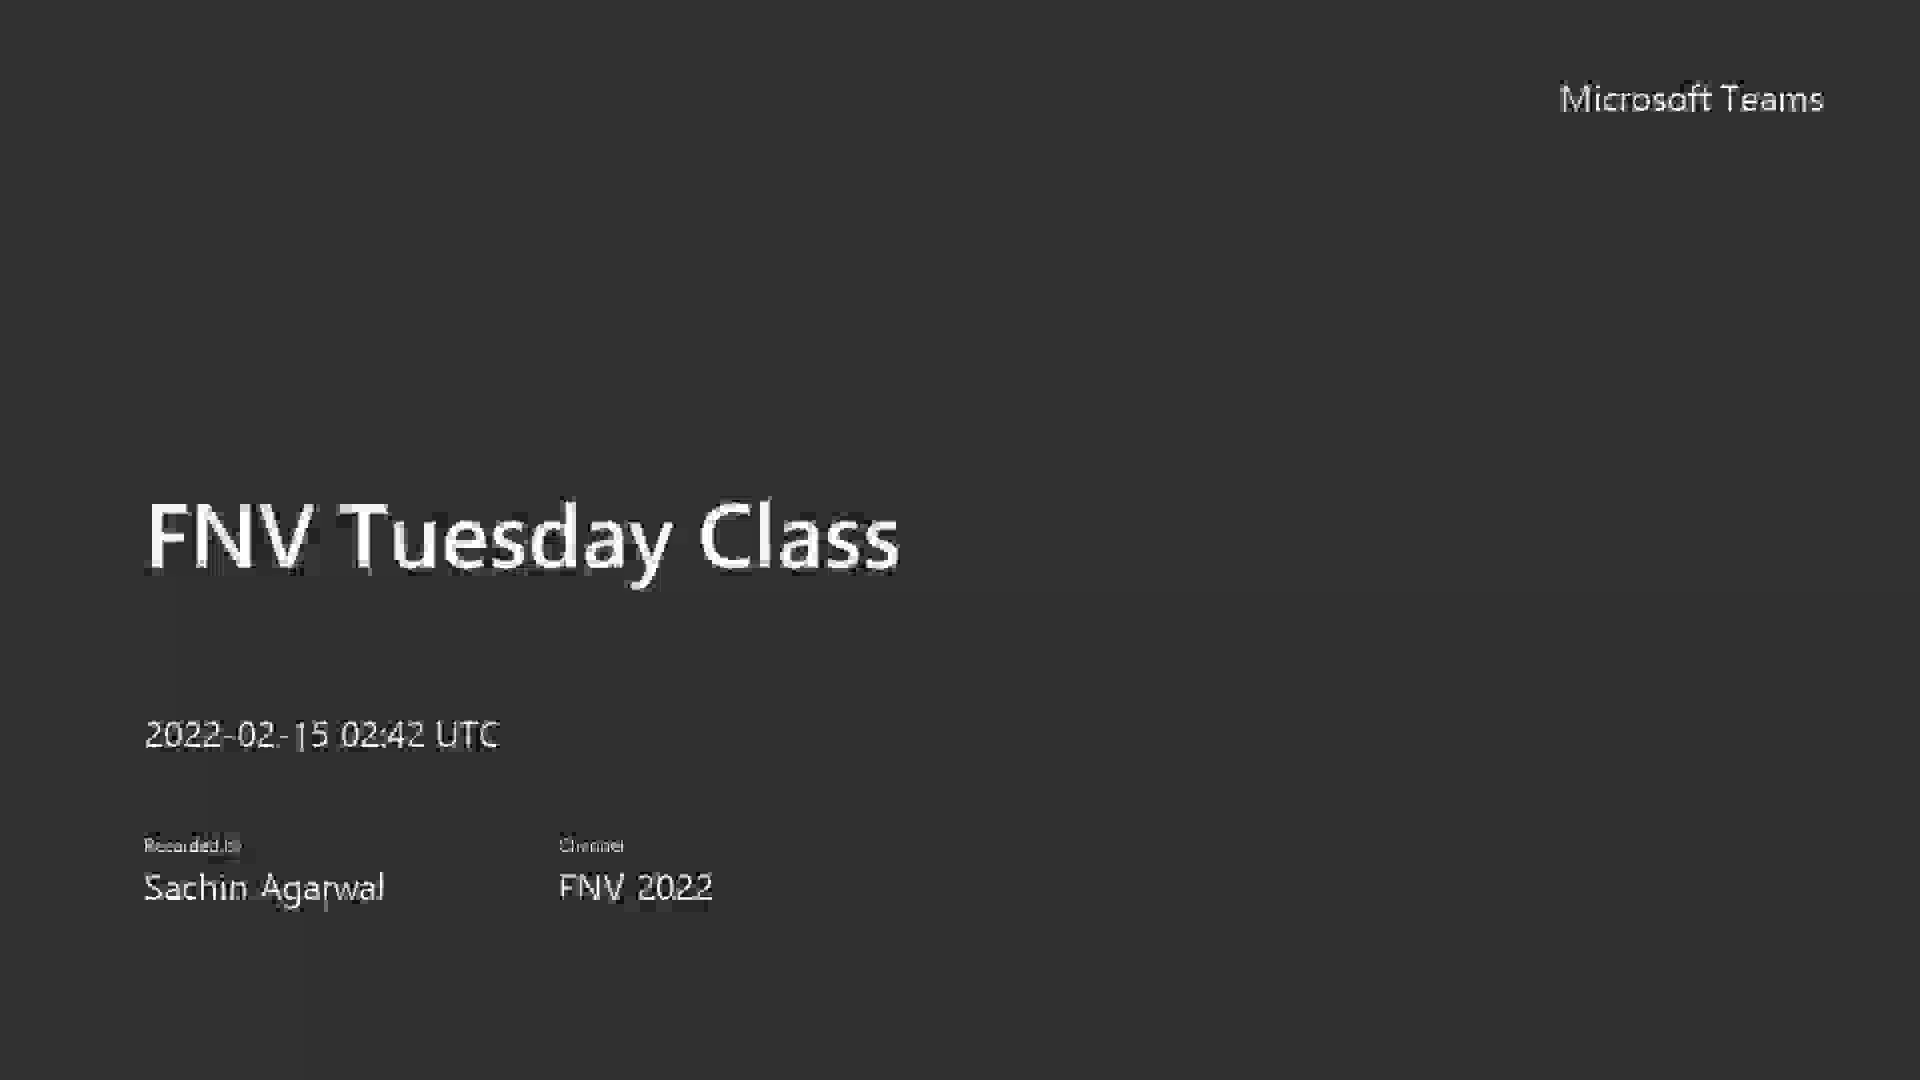 Microsoft Teams
FNV Tuesday Class
2022-02-15 02:42 UTC
Recorded by
Channel
Sachin Agarwal
FNV 2022